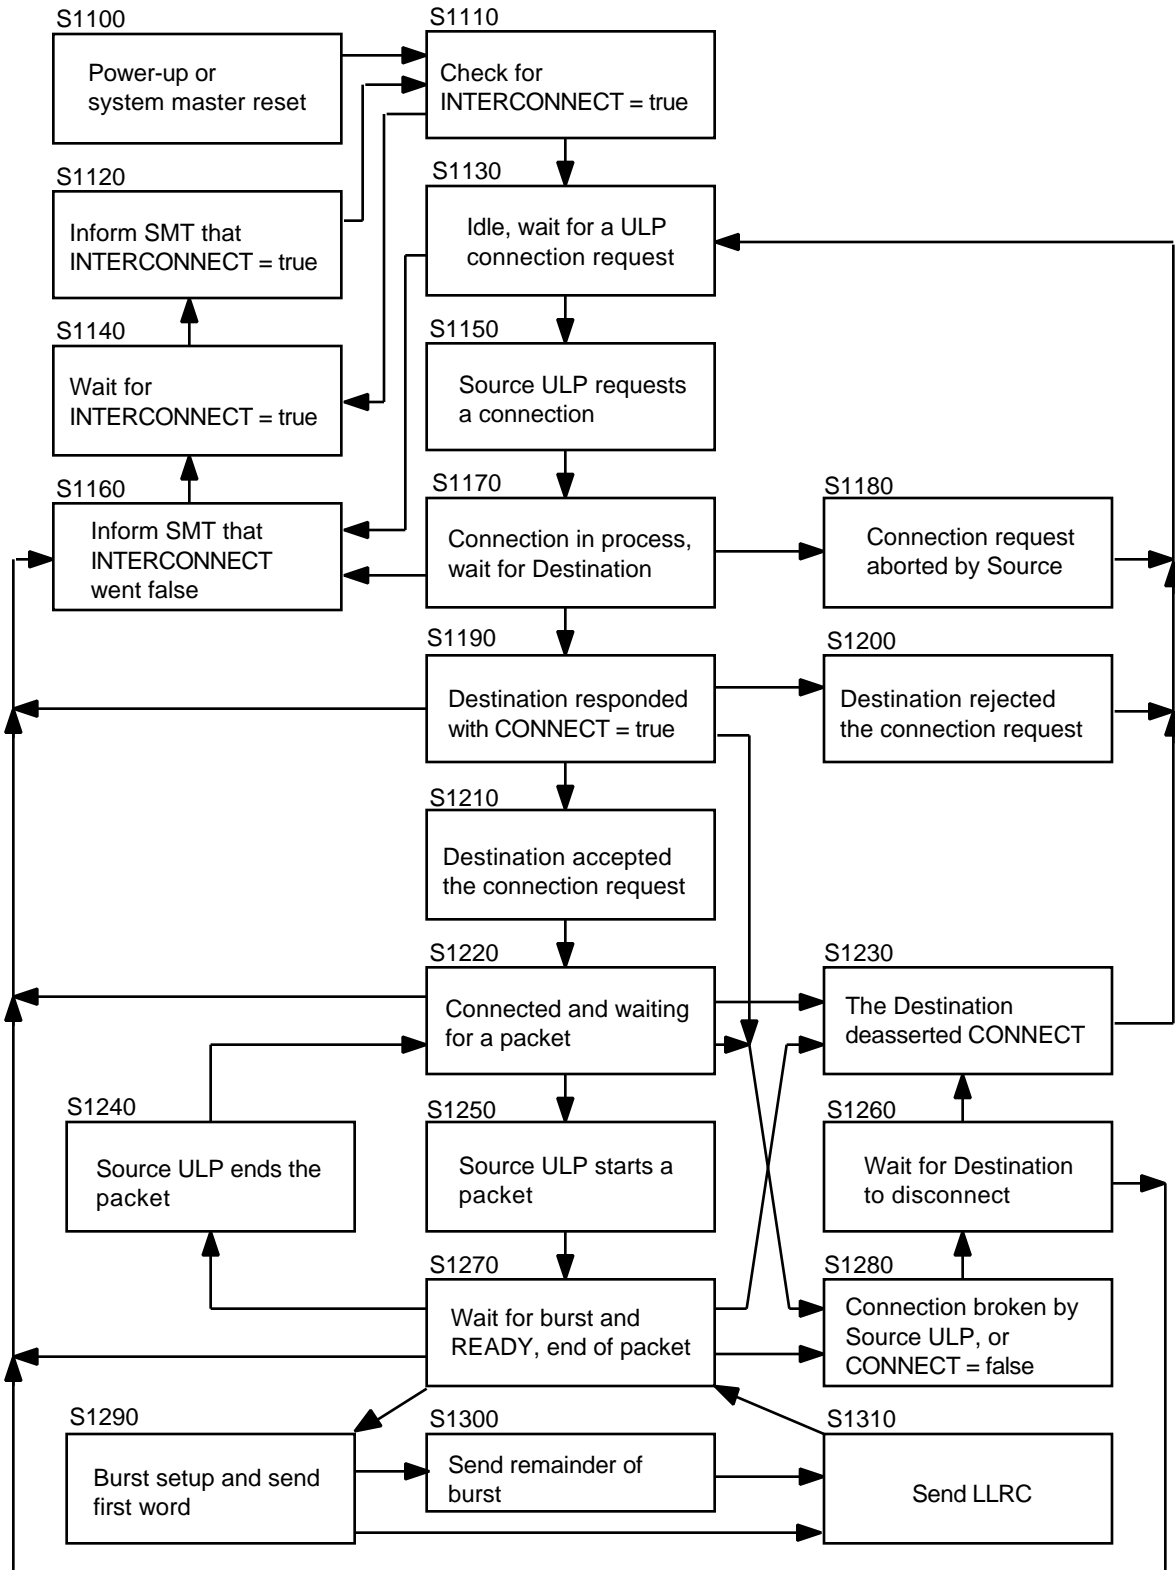 S1100
Power-up or
system master reset
S1110
Check for
INTERCONNECT = true
S1120
Inform SMT that
INTERCONNECT = true
S1130
Idle, wait for a ULP
connection request
S1140
Wait for
INTERCONNECT = true
S1150
Source ULP requests
a connection
S1160
Inform SMT that
INTERCONNECT
went false
S1170
Connection in process,
wait for Destination
S1180
Connection request
aborted by Source
S1190
Destination responded
with CONNECT = true
S1200
Destination rejected
the connection request
S1210
Destination accepted
the connection request
S1220
Connected and waiting
for a packet
S1230
The Destination
deasserted CONNECT
S1240
Source ULP ends the
packet
S1250
Source ULP starts a
packet
S1260
Wait for Destination
to disconnect
S1270
Wait for burst and
READY, end of packet
S1280
Connection broken by
Source ULP, or
CONNECT = false
S1290
Burst setup and send
first word
S1300
Send remainder of
burst
S1310
Send LLRC